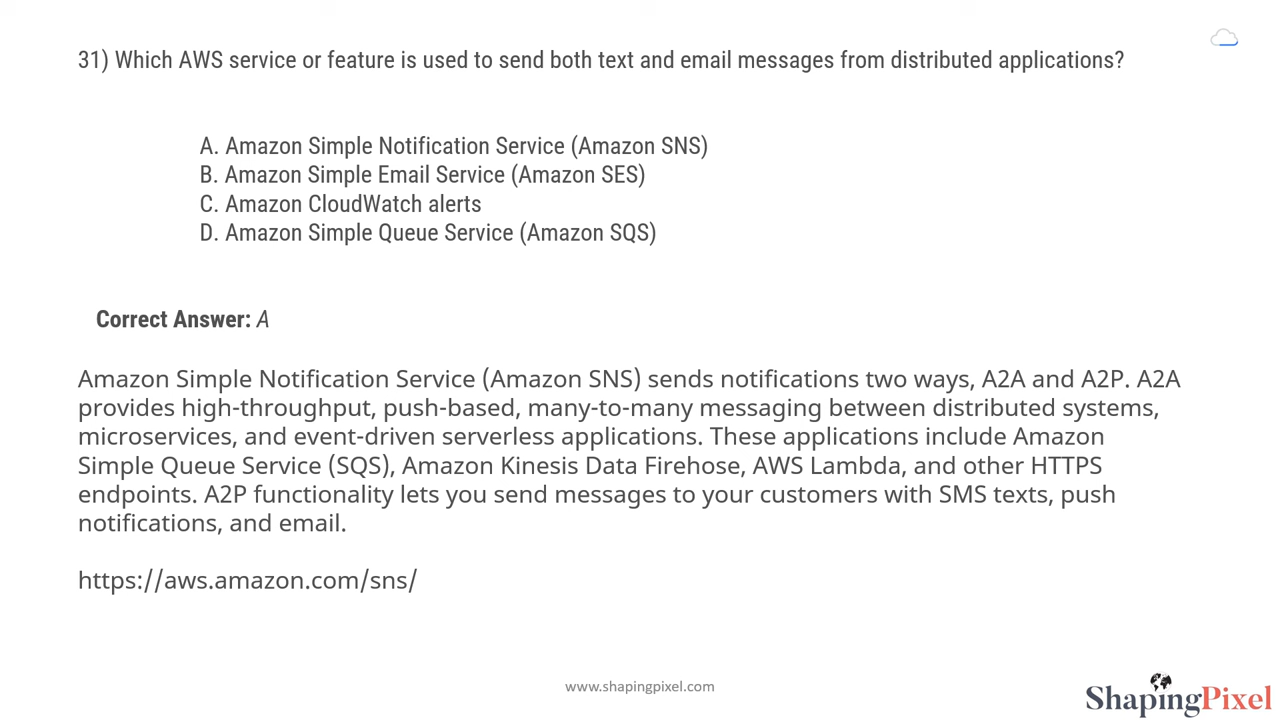 31) Which AWS service or feature is used to send both text and email messages from distributed applications?
A. Amazon Simple Notification Service (Amazon SNS)
B. Amazon Simple Email Service (Amazon SES)
C. Amazon CloudWatch alerts
D. Amazon Simple Queue Service (Amazon SQS)
Correct Answer: A
Amazon Simple Notification Service (Amazon SNS) sends notifications two ways, A2A and A2P. A2A
provides high-throughput, push-based, many-to-many messaging between distributed systems,
microservices, and event-driven serverless applications. These applications include Amazon
Simple Queue Service (SQS), Amazon Kinesis Data Firehose, AWS Lambda, and other HTTPS
endpoints. A2P functionality lets you send messages to your customers with SMS texts, push
notifications, and email.
https://aws.amazon.com/sns/
www.shapingpixel.com
ShapingPixel